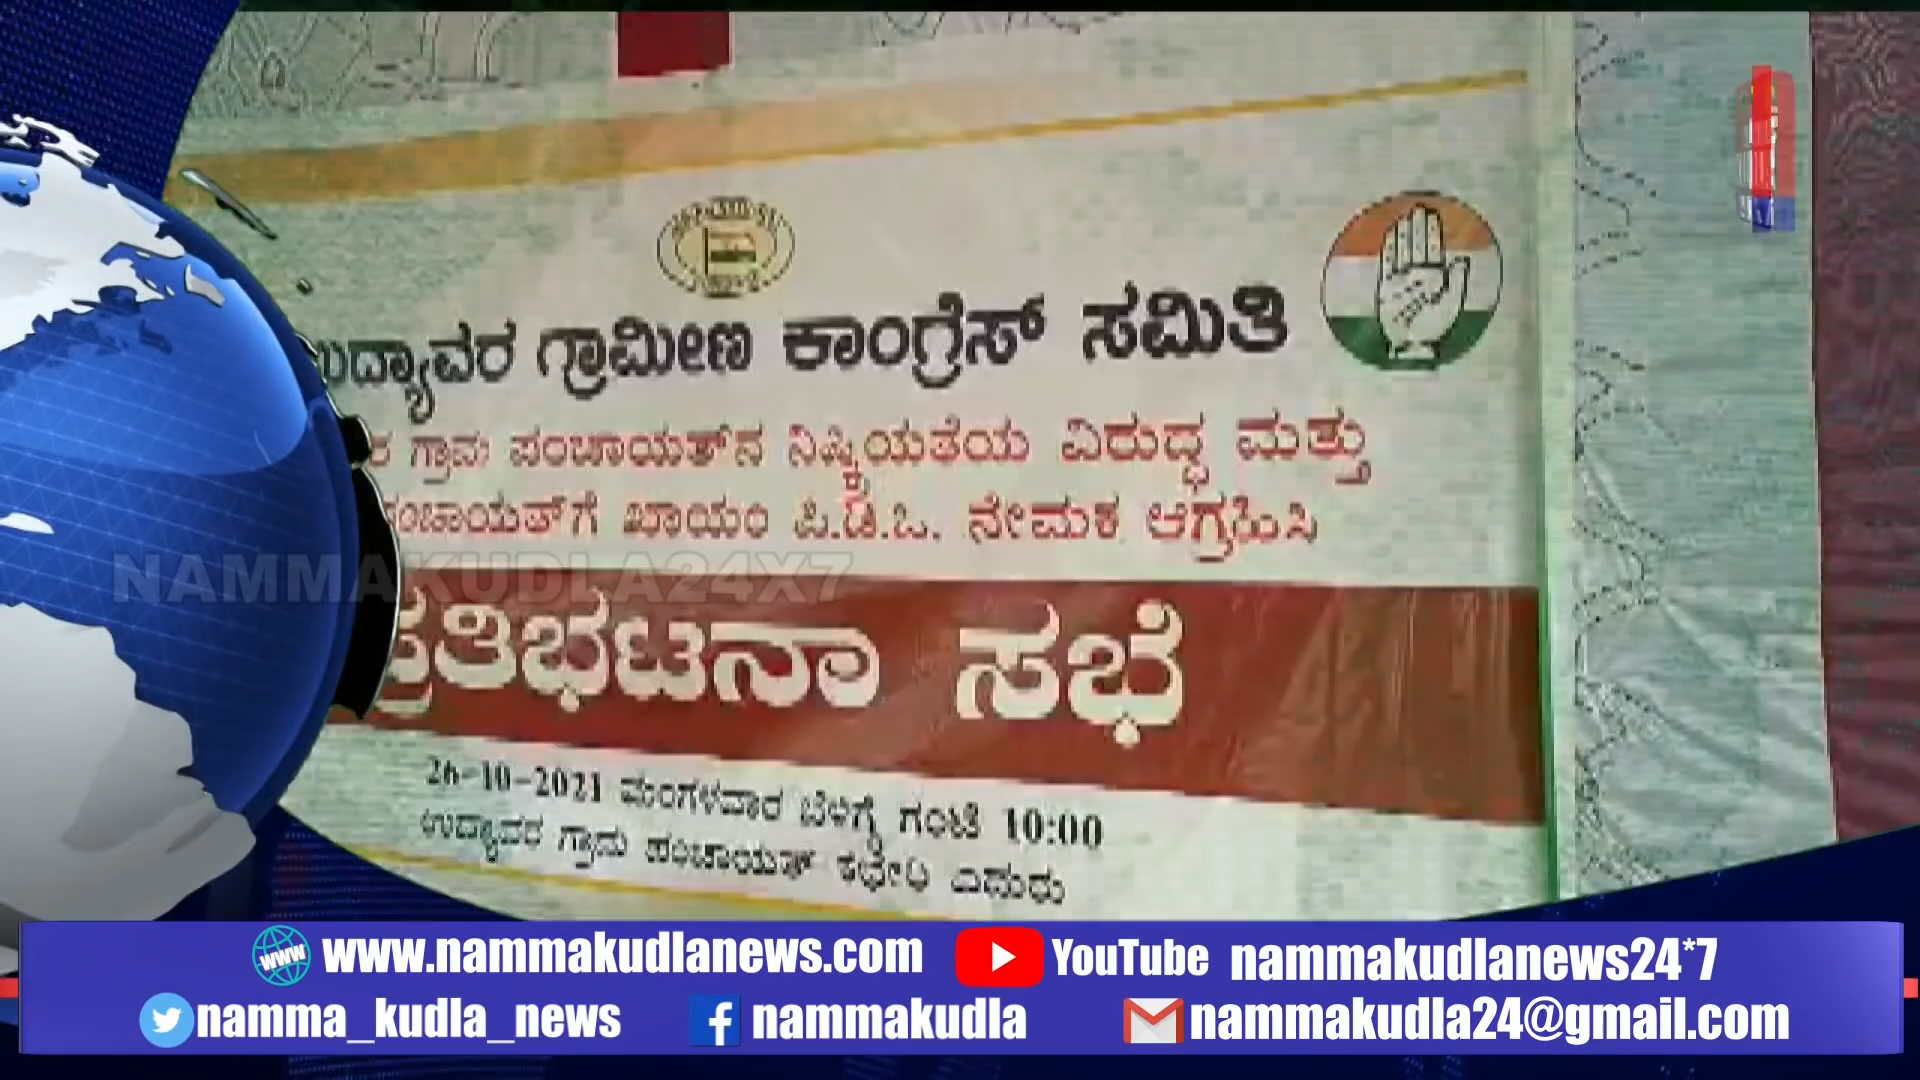 ಉದ್ಯಾವರ ಗ್ರಾಮೀಣ ಕಾಂಗ್ರೆಸ್ ಸಮಿತಿ
ರ ಗ್ರಾಮ ಪಂಚಾಯತ್‌ನ ನಿಷ್ಕ್ರಿಯತೆಯ ವಿರುದ್ಧ ಮತ್ತು
ಪಂಚಾಯತ್‌ಗೆ ಖಾಯಂ ಪಿ.ಡಿ.ಓ. ನೇಮಕ ಆಗ್ರಹಿಸಿ
NAMMAKUDLA24X7
ಪ್ರತಿಭಟನಾ ಸಭೆ
26-10-2021 ಮಂಗಳವಾರ ಬೆಳಿಗ್ಗೆ ಗಂಟೆ 10:00
ಉದ್ಯಾವರ ಗ್ರಾಮ ಪಂಚಾಯತ್ ಕಛೇರಿ ಎದುರು
www www.nammakudlanews.com YouTube nammakudlanews24*7
namma_kudla_news nammakudla nammakudla24@gmail.com